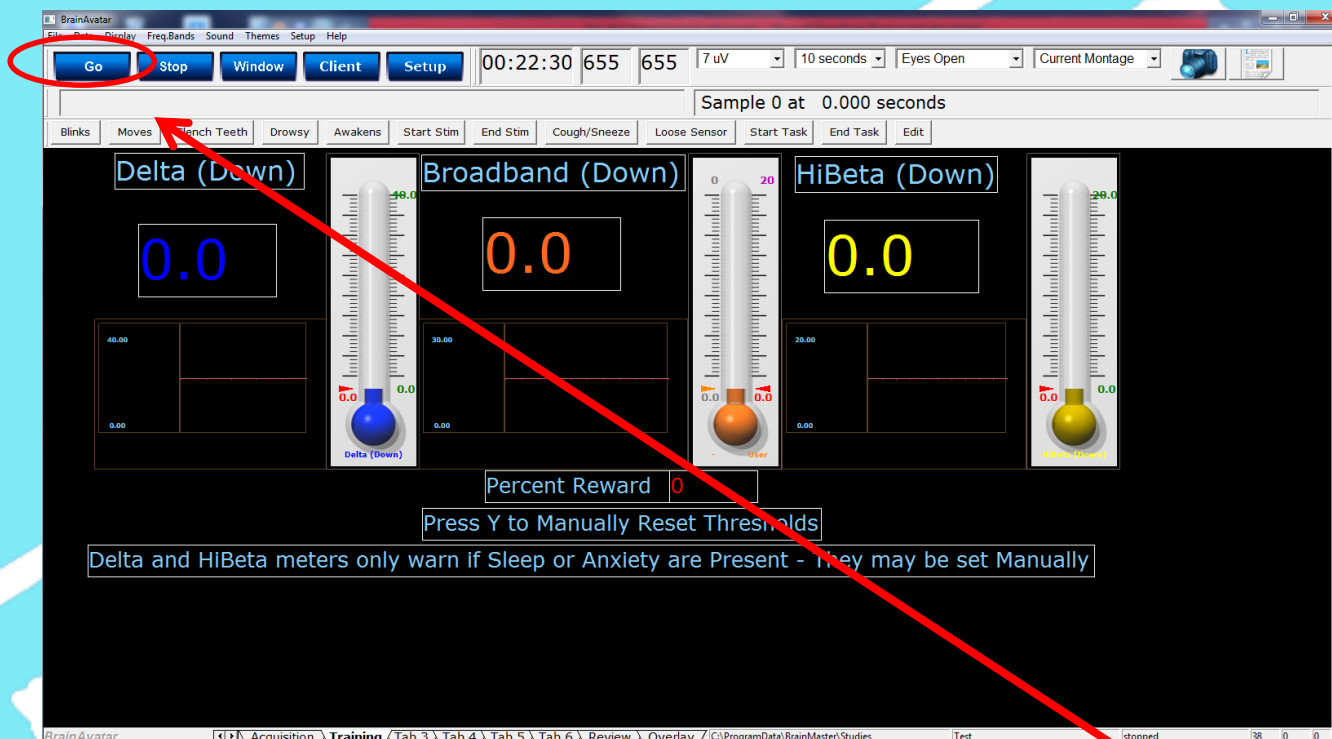 BrainAvatar
File Data Display Freq.Bands Sound Themes Setup Help
Go Stop Window Client Setup 00:22:30 655 655 7 uV 10 seconds Eyes Open Current Montage
Sample 0 at 0.000 seconds
Blinks Moves Clench Teeth Drowsy Awakens Start Stim End Stim Cough/Sneeze Loose Sensor Start Task End Task Edit
Delta (Down) Broadband (Down) HiBeta (Down)
40.0 0 20 20.0
0.0 0.0 0.0
40.00 30.00 20.00
0.0 0.0 0.0 0.0 0.0 0.0
0.00 0.00 0.00
Delta (Down) - User HiBeta (Down)
Percent Reward 0
Press Y to Manually Reset Thresholds
Delta and HiBeta meters only warn if Sleep or Anxiety are Present - They may be set Manually
BrainAvatar Acquisition Training Tab 3 Tab 4 Tab 5 Tab 6 Review Overlay C:\ProgramData\BrainMaster\Studies Test stopped 38 0 0